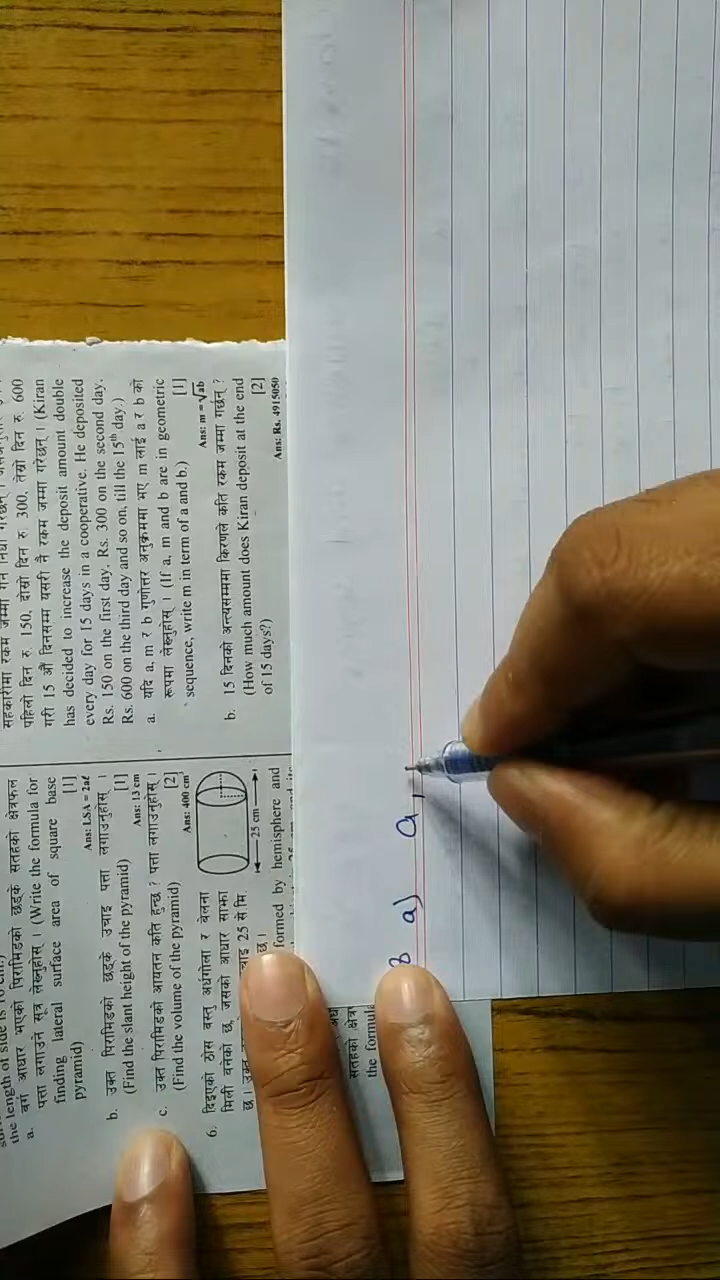 the length of side is 10 cm.)
a. वर्ग आधार भएको पिरामिडको छड्के सतहको क्षेत्रफल
पत्ता लगाउने सूत्र लेख्नुहोस् । (Write the formula for
finding lateral surface area of square base
pyramid) [1]
Ans: LSA = 2al
b. उक्त पिरामिडको छड्के उचाइ पत्ता लगाउनुहोस् ।
(Find the slant height of the pyramid) [1]
Ans: 13 cm
c. उक्त पिरामिडको आयतन कति हुन्छ ? पत्ता लगाउनुहोस् ।
(Find the volume of the pyramid) [2]
Ans: 400 cm
6. दिइएको ठोस वस्तु अर्धगोला र बेलना
मिली बनेको छ, जसको आधार साझा
छ । उक्त चाइ 25 से.मि.
छ ।
25 cm
formed by hemisphere and
सतहको क्षेत्र
the formula
सहकारीमा रकम जम्मा गर्ने
पहिलो दिन रु. 150, दोस्रो दिन रु. 300, तेस्रो दिन रु. 600
गरी 15 औं दिनसम्म यसरी नै रकम जम्मा गरेछन् । (Kiran
has decided to increase the deposit amount double
every day for 15 days in a cooperative. He deposited
Rs. 150 on the first day. Rs. 300 on the second day.
Rs. 600 on the third day and so on, till the 15th day.)
a. यदि a, m र b गुणोत्तर अनुक्रममा भए m लाई a र b को
रूपमा लेख्नुहोस् । (If a, m and b are in geometric
sequence, write m in term of a and b.) [1]
Ans: m = √ab
b. 15 दिनको अन्त्यसम्ममा किरणले कति रकम जम्मा गर्छन् ?
(How much amount does Kiran deposit at the end
of 15 days?) [2]
Ans: Rs. 4915050
8 a) a,